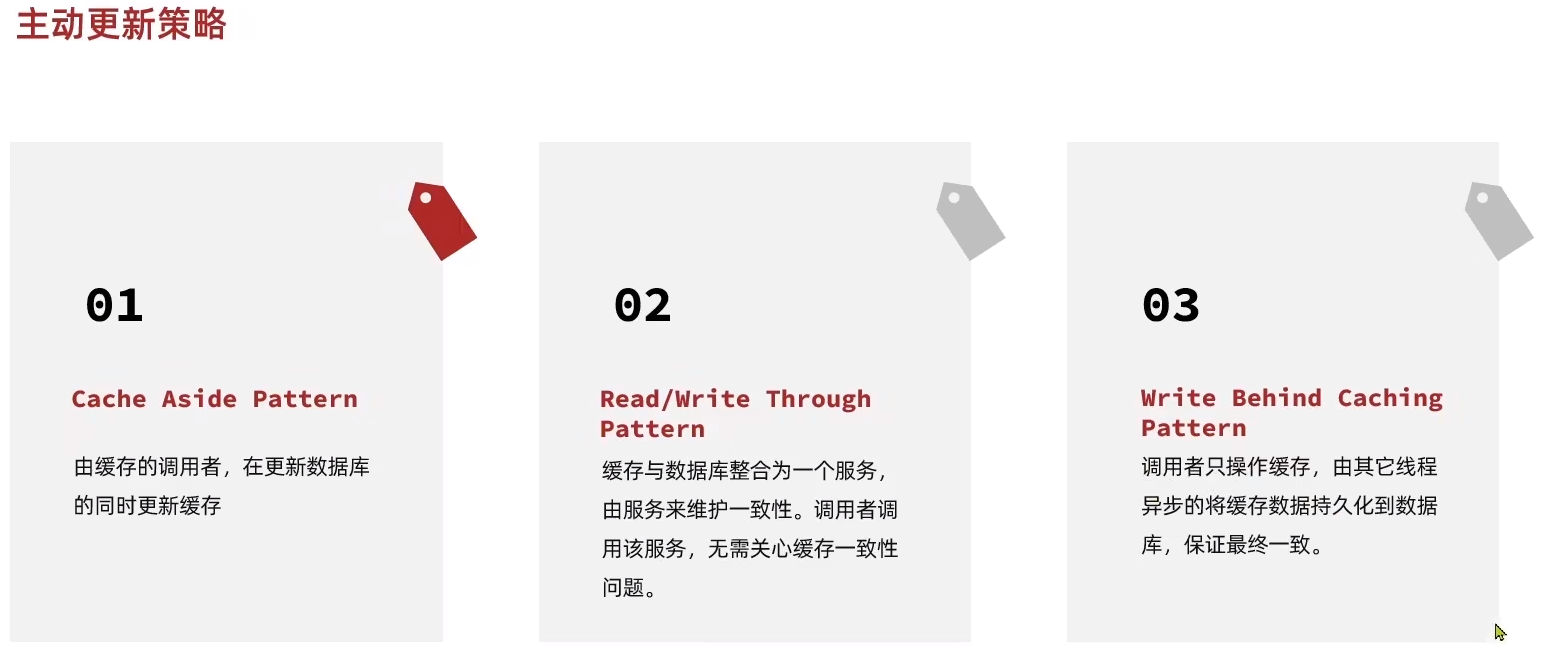 主动更新策略
01
Cache Aside Pattern
由缓存的调用者，在更新数据库
的同时更新缓存
02
Read/Write Through
Pattern
缓存与数据库整合为一个服务，
由服务来维护一致性。调用者调
用该服务，无需关心缓存一致性
问题。
03
Write Behind Caching
Pattern
调用者只操作缓存，由其它线程
异步的将缓存数据持久化到数据
库，保证最终一致。